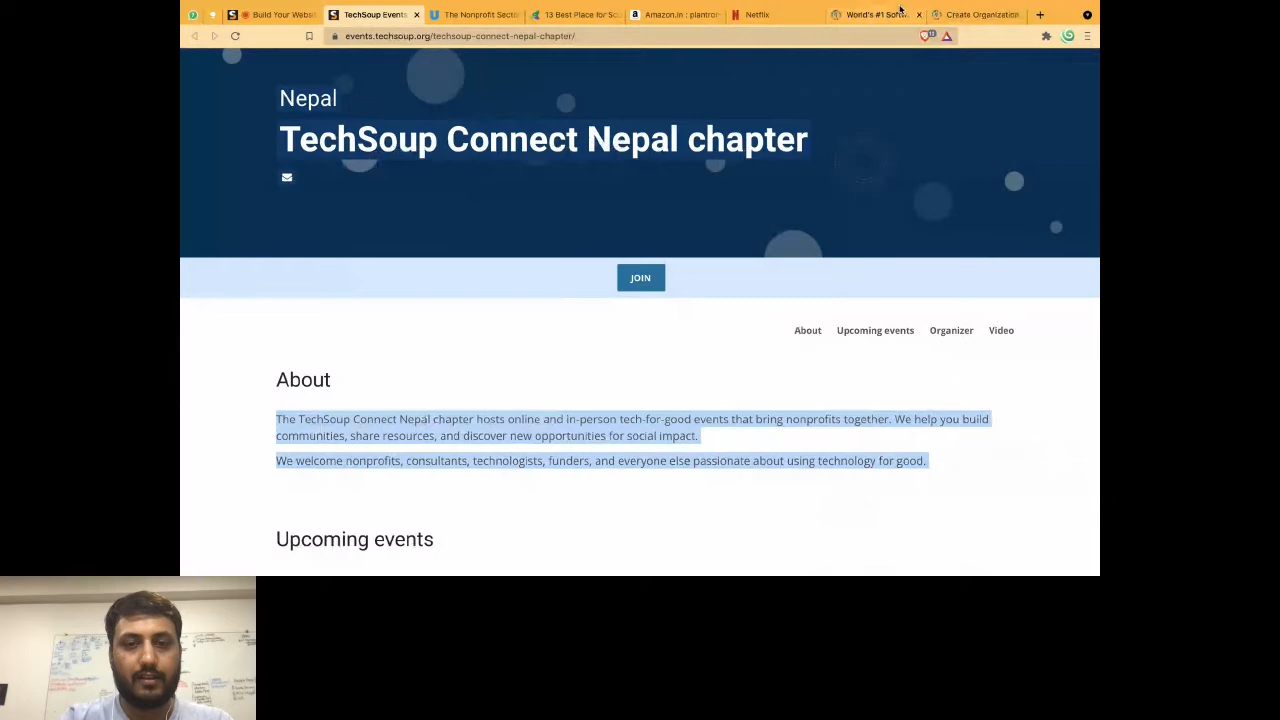 Build Your Websi
TechSoup Events
The Nonprofit Secti
13 Best Place for Sou
Amazon.in : plantron
Netflix
World's #1 Softw
Create Organization
events.techsoup.org/techsoup-connect-nepal-chapter/
Nepal
TechSoup Connect Nepal chapter
JOIN
About
Upcoming events
Organizer
Video
About
The TechSoup Connect Nepal chapter hosts online and in-person tech-for-good events that bring nonprofits together. We help you build
communities, share resources, and discover new opportunities for social impact.
We welcome nonprofits, consultants, technologists, funders, and everyone else passionate about using technology for good.
Upcoming events